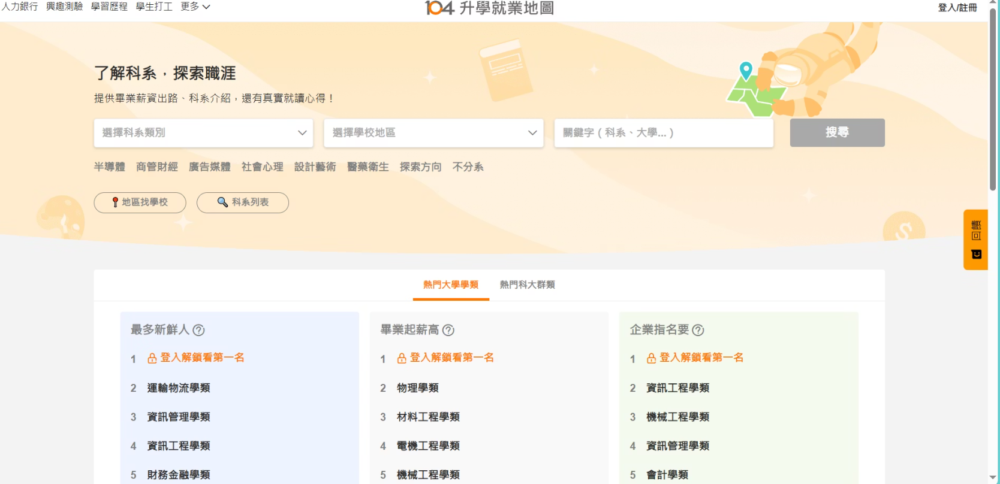 人力銀行 興趣測驗 學習歷程 學生打工 更多
104 升學就業地圖
登入/註冊
了解科系，探索職涯
提供畢業薪資出路、科系介紹，還有真實就讀心得！
選擇科系類別
選擇學校地區
關鍵字 ( 科系、大學... )
搜尋
半導體 商管財經 廣告媒體 社會心理 設計藝術 醫藥衛生 探索方向 不分系
地區找學校
科系列表
回饋
熱門大學學類 熱門科大群類
最多新鮮人
1 登入解鎖看第一名
2 運輸物流學類
3 資訊管理學類
4 資訊工程學類
5 財務金融學類
畢業起薪高
1 登入解鎖看第一名
2 物理學類
3 材料工程學類
4 電機工程學類
5 機械工程學類
企業指名要
1 登入解鎖看第一名
2 資訊工程學類
3 機械工程學類
4 資訊管理學類
5 會計學類